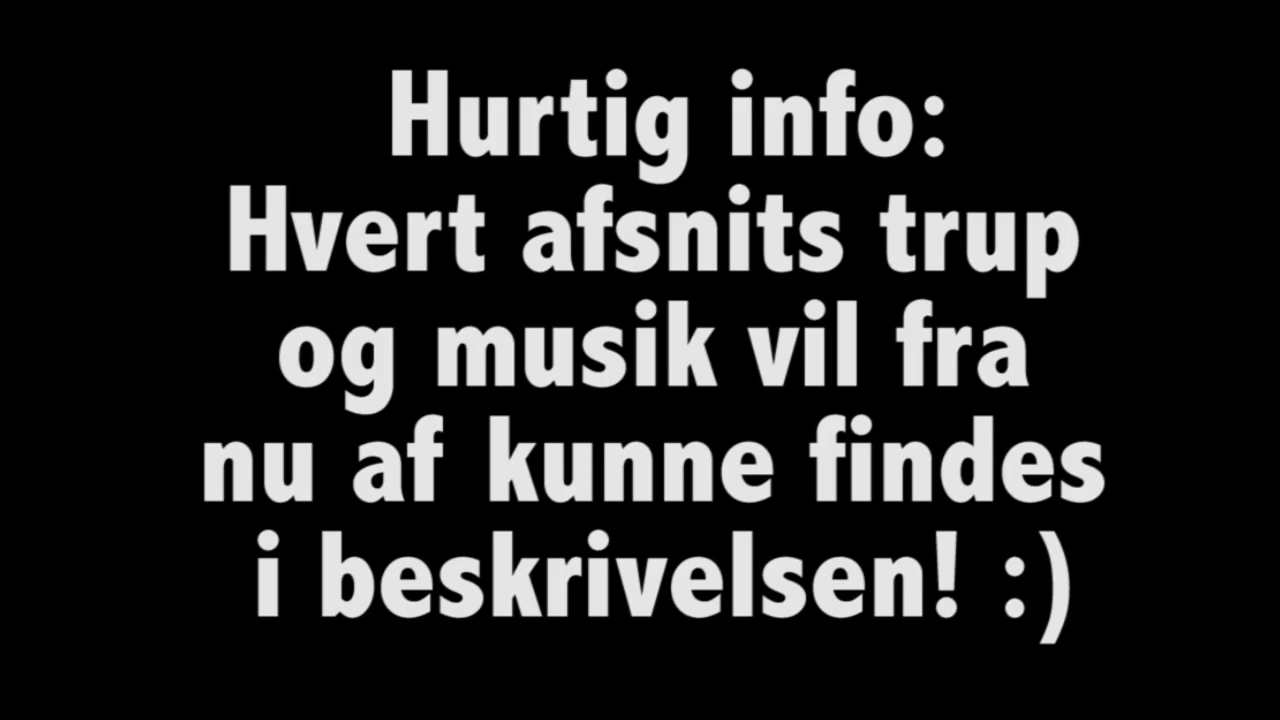 Hurtig info:
Hvert afsnits trup
og musik vil fra
nu af kunne findes
i beskrivelsen! :)